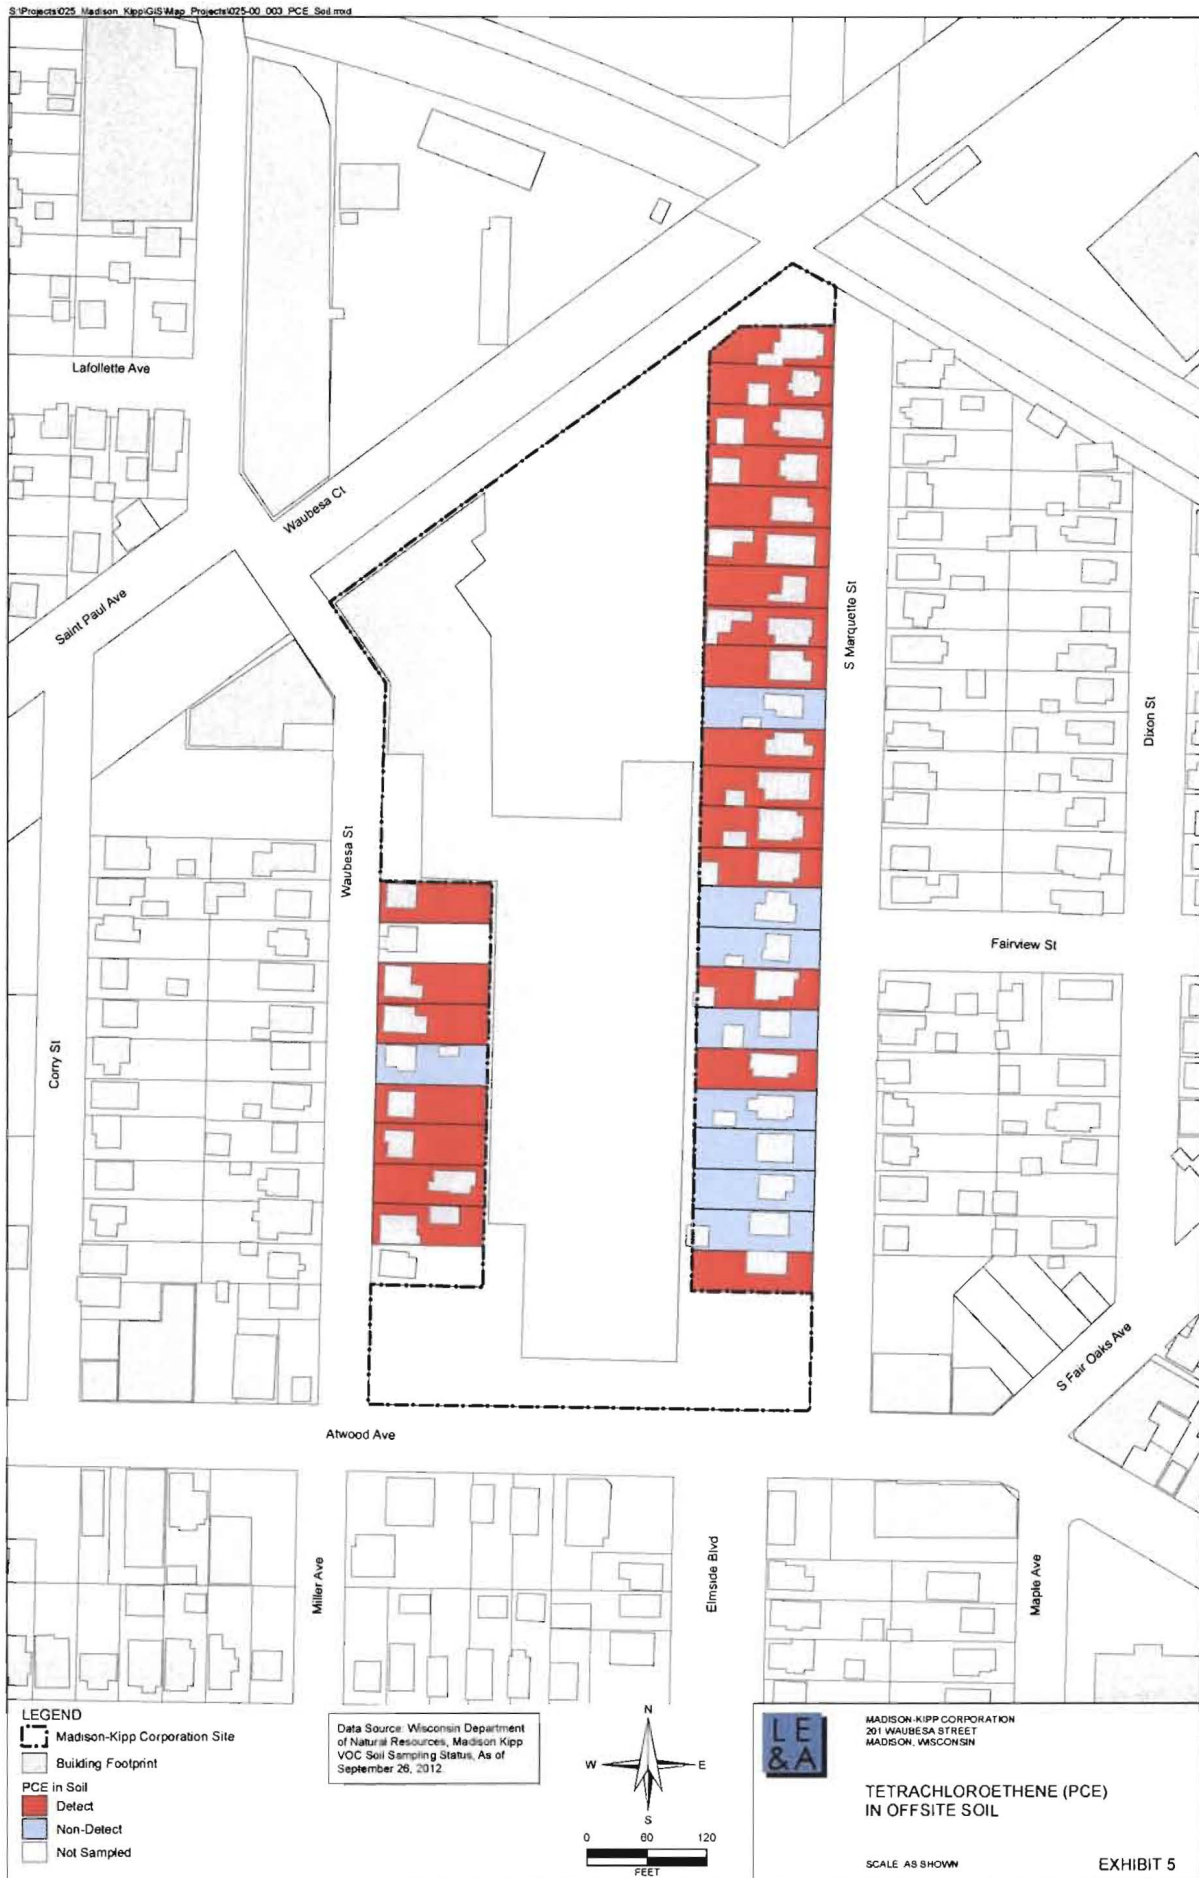 S:\Projects\025_Madison_Kipp\GIS\Map_Projects\025-00_003_PCE_Soil.mxd
Lafollette Ave
Waubesa Ct
Saint Paul Ave
S Marquette St
Dixon St
Waubesa St
Fairview St
Corry St
S Fair Oaks Ave
Atwood Ave
Miller Ave
Elmside Blvd
Maple Ave
LEGEND
Madison-Kipp Corporation Site
Building Footprint
PCE in Soil
Detect
Non-Detect
Not Sampled
Data Source: Wisconsin Department
of Natural Resources, Madison Kipp
VOC Soil Sampling Status, As of
September 26, 2012.
N
W
E
S
0 60 120
FEET
LE
&A
MADISON-KIPP CORPORATION
201 WAUBESA STREET
MADISON, WISCONSIN
TETRACHLOROETHENE (PCE)
IN OFFSITE SOIL
SCALE AS SHOWN
EXHIBIT 5